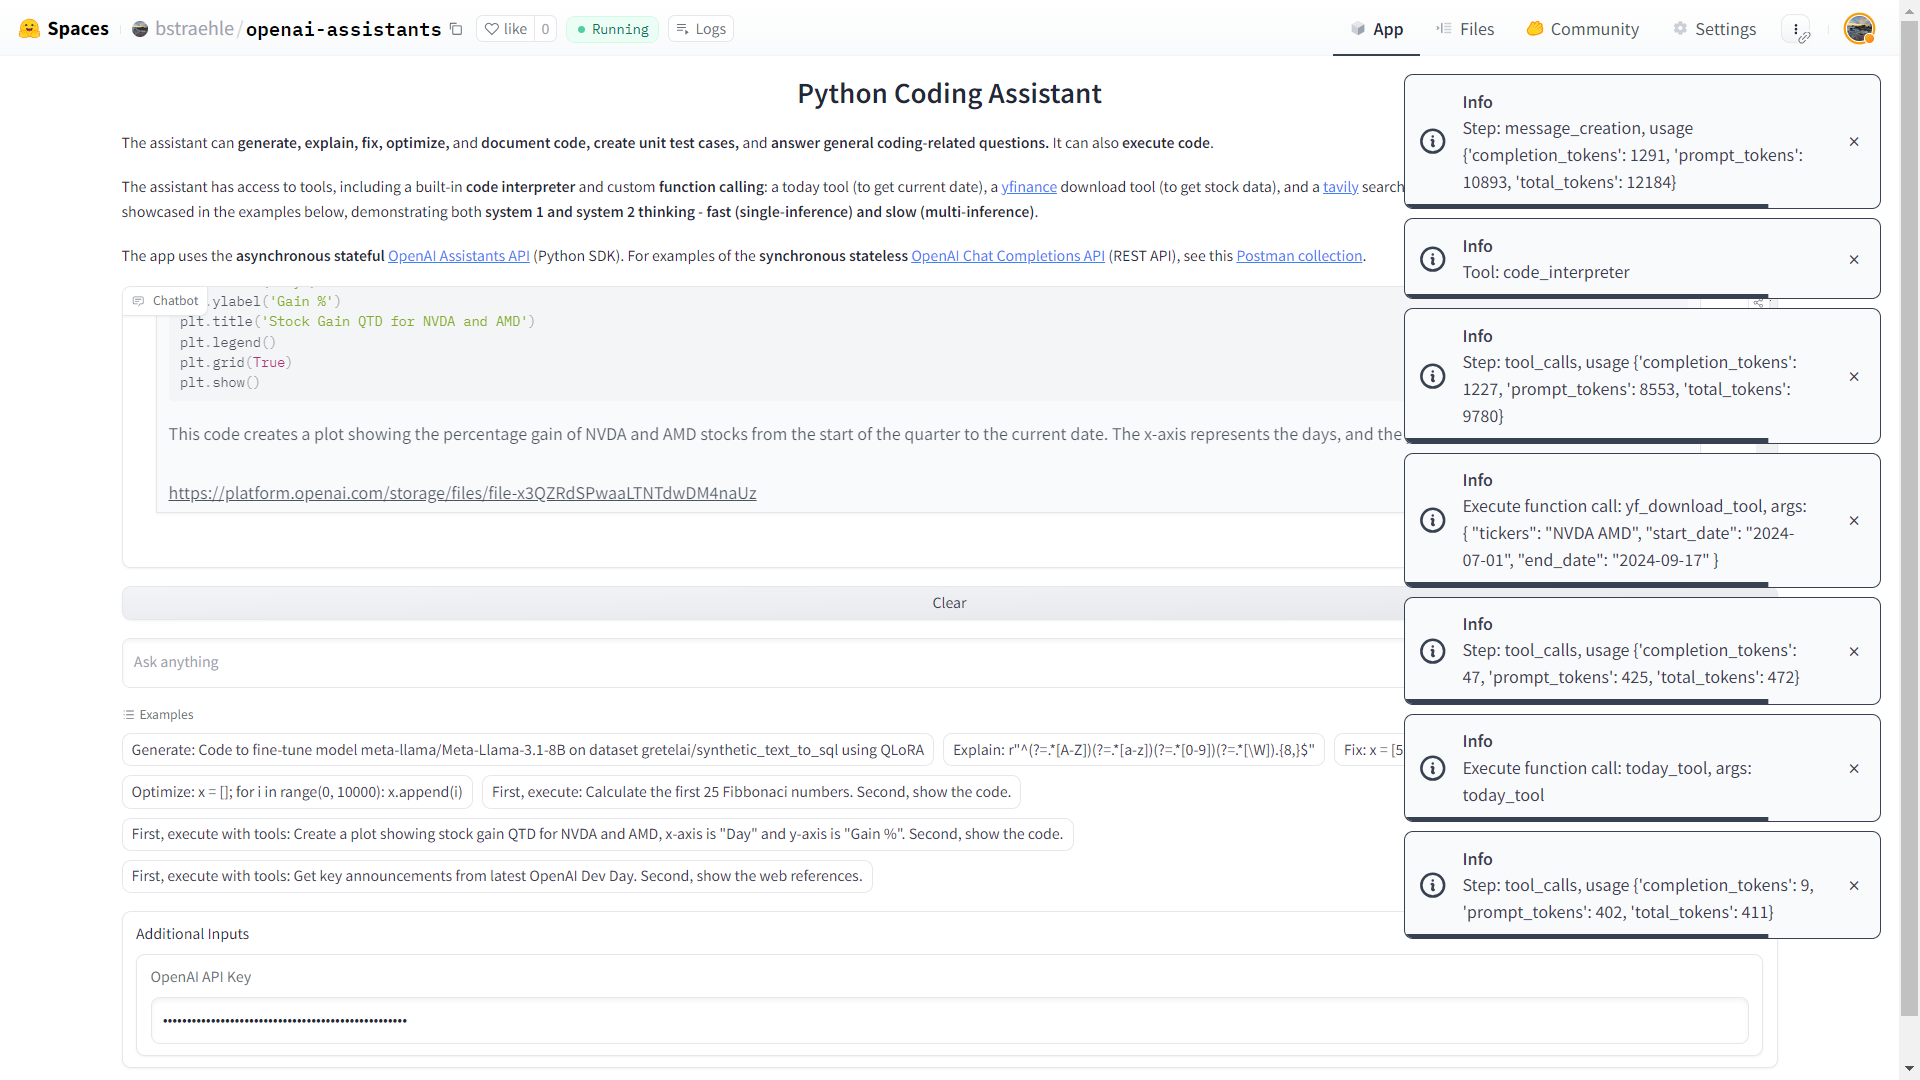 Spaces
bstraehle/openai-assistants
like 0
Running
Logs
App
Files
Community
Settings
Python Coding Assistant
The assistant can generate, explain, fix, optimize, and document code, create unit test cases, and answer general coding-related questions. It can also execute code.
The assistant has access to tools, including a built-in code interpreter and custom function calling: a today tool (to get current date), a yfinance download tool (to get stock data), and a tavily search
showcased in the examples below, demonstrating both system 1 and system 2 thinking - fast (single-inference) and slow (multi-inference).
The app uses the asynchronous stateful OpenAI Assistants API (Python SDK). For examples of the synchronous stateless OpenAI Chat Completions API (REST API), see this Postman collection.
Chatbot
.ylabel('Gain %')
plt.title('Stock Gain QTD for NVDA and AMD')
plt.legend()
plt.grid(True)
plt.show()
This code creates a plot showing the percentage gain of NVDA and AMD stocks from the start of the quarter to the current date. The x-axis represents the days, and the
https://platform.openai.com/storage/files/file-x3QZRdSPwaaLTNTdwDM4naUz
Clear
Ask anything
Examples
Generate: Code to fine-tune model meta-llama/Meta-Llama-3.1-8B on dataset gretelai/synthetic_text_to_sql using QLoRA
Explain: r"^(?=.*[A-Z])(?=.*[a-z])(?=.*[0-9])(?=.*[\W]).{8,}$"
Fix: x = [5
Optimize: x = []; for i in range(0, 10000): x.append(i)
First, execute: Calculate the first 25 Fibbonaci numbers. Second, show the code.
First, execute with tools: Create a plot showing stock gain QTD for NVDA and AMD, x-axis is "Day" and y-axis is "Gain %". Second, show the code.
First, execute with tools: Get key announcements from latest OpenAI Dev Day. Second, show the web references.
Additional Inputs
OpenAI API Key
Info
Step: message_creation, usage
{'completion_tokens': 1291, 'prompt_tokens':
10893, 'total_tokens': 12184}
Info
Tool: code_interpreter
Info
Step: tool_calls, usage {'completion_tokens':
1227, 'prompt_tokens': 8553, 'total_tokens':
9780}
Info
Execute function call: yf_download_tool, args:
{ "tickers": "NVDA AMD", "start_date": "2024-
07-01", "end_date": "2024-09-17" }
Info
Step: tool_calls, usage {'completion_tokens':
47, 'prompt_tokens': 425, 'total_tokens': 472}
Info
Execute function call: today_tool, args:
today_tool
Info
Step: tool_calls, usage {'completion_tokens': 9,
'prompt_tokens': 402, 'total_tokens': 411}